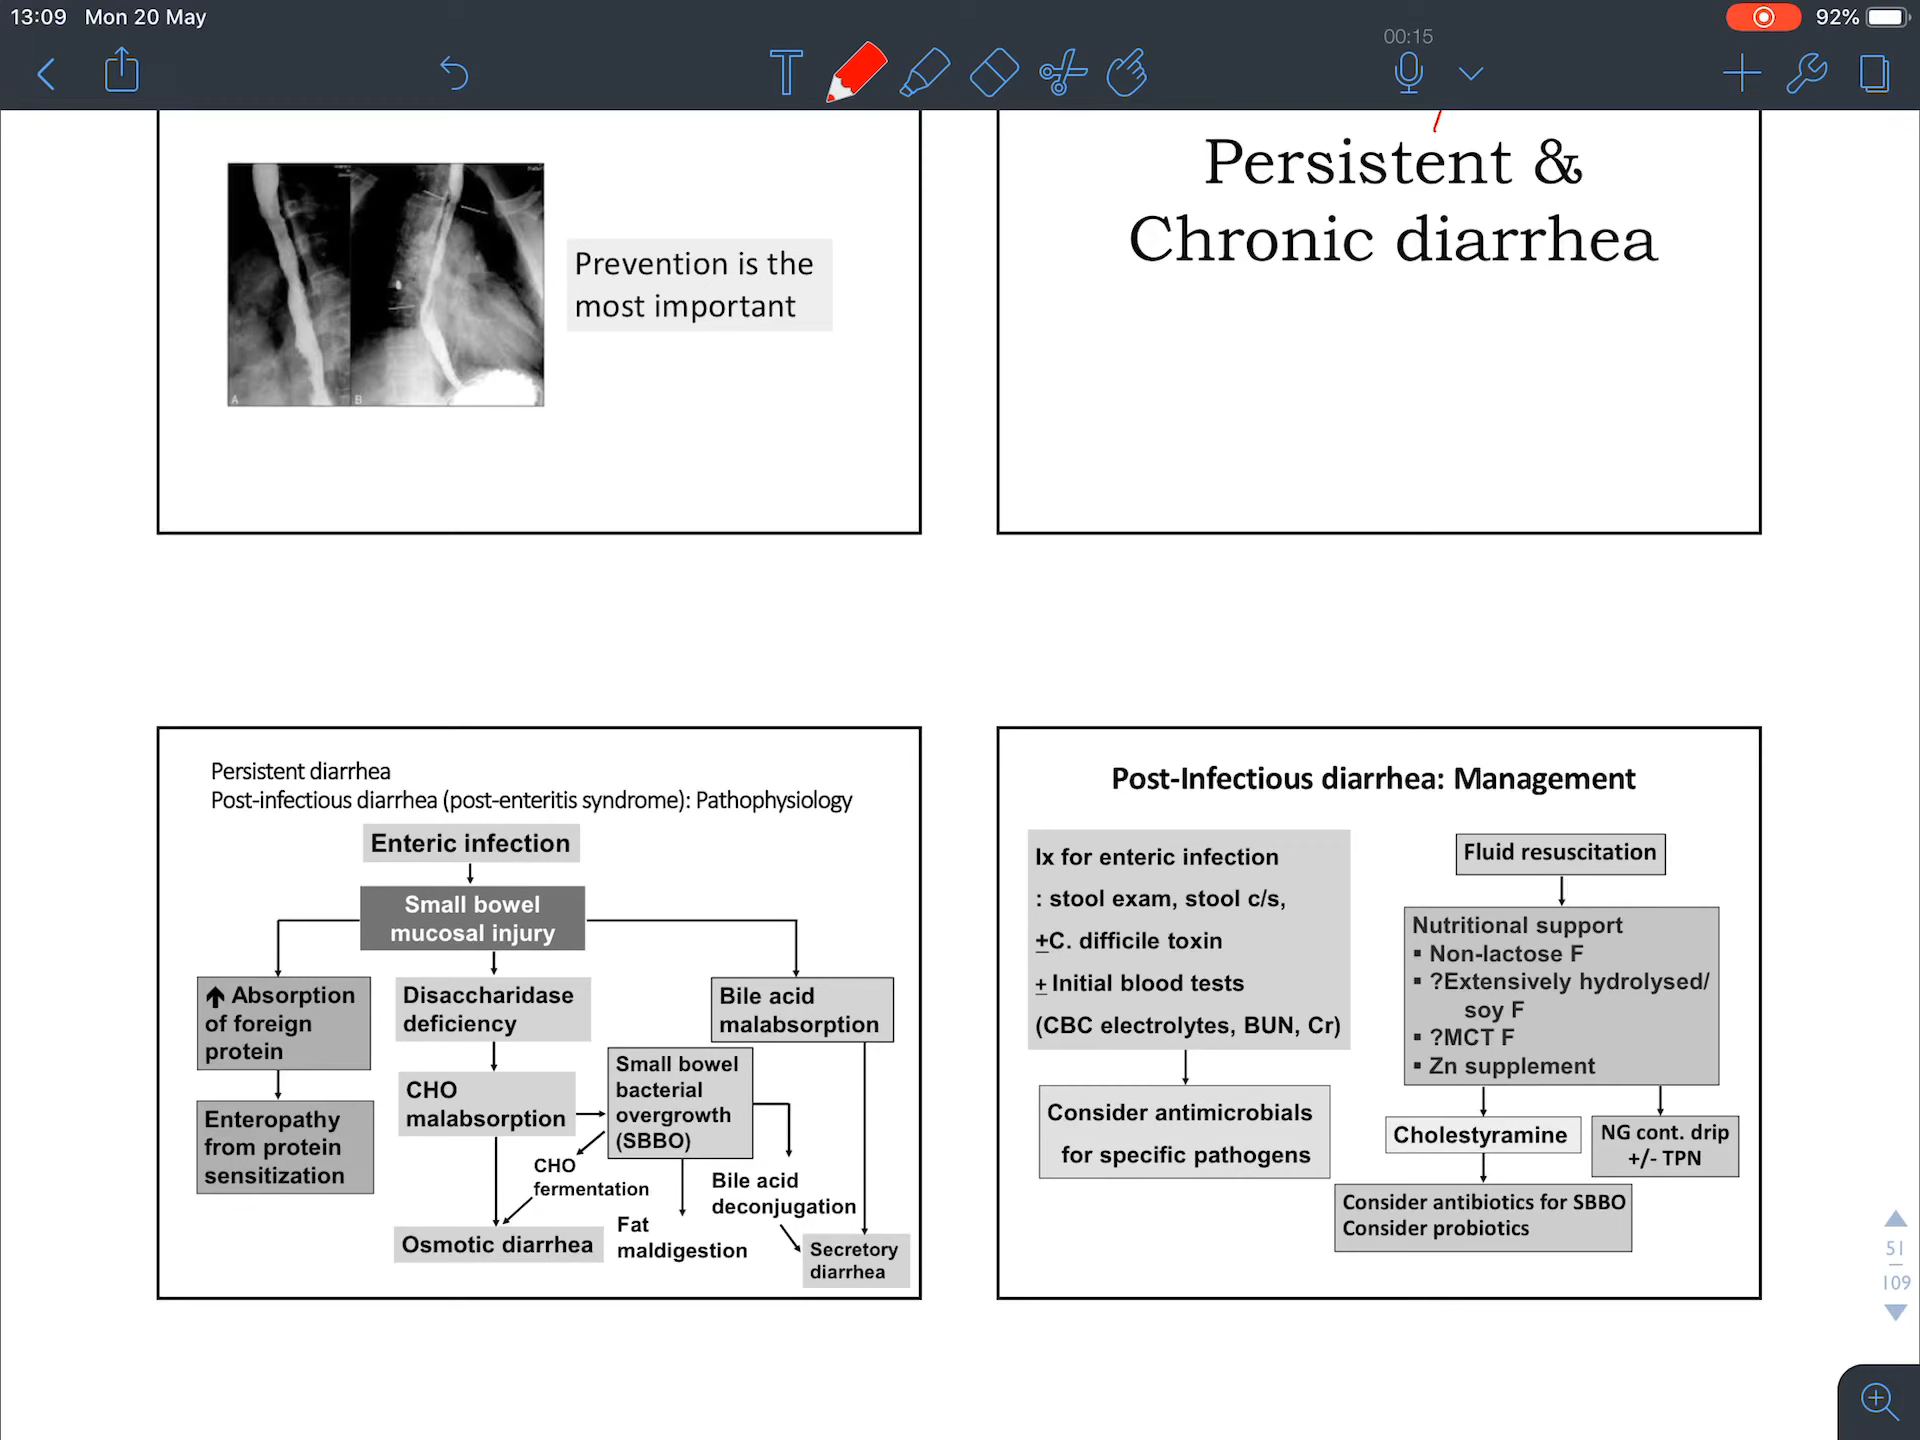 13:09 Mon 20 May
92%
00:15
T
A
B
Prevention is the
most important
Persistent &
Chronic diarrhea
Persistent diarrhea
Post-infectious diarrhea (post-enteritis syndrome): Pathophysiology
Enteric infection
Small bowel
mucosal injury
↑ Absorption
of foreign
protein
Enteropathy
from protein
sensitization
Disaccharidase
deficiency
CHO
malabsorption
Small bowel
bacterial
overgrowth
(SBBO)
Bile acid
malabsorption
CHO
fermentation
Fat
maldigestion
Bile acid
deconjugation
Osmotic diarrhea
Secretory
diarrhea
Post-Infectious diarrhea: Management
Ix for enteric infection
: stool exam, stool c/s,
±C. difficile toxin
± Initial blood tests
(CBC electrolytes, BUN, Cr)
Consider antimicrobials
for specific pathogens
Fluid resuscitation
Nutritional support
▪ Non-lactose F
▪ ?Extensively hydrolysed/
soy F
▪ ?MCT F
▪ Zn supplement
Cholestyramine
NG cont. drip
+/- TPN
Consider antibiotics for SBBO
Consider probiotics
51
109